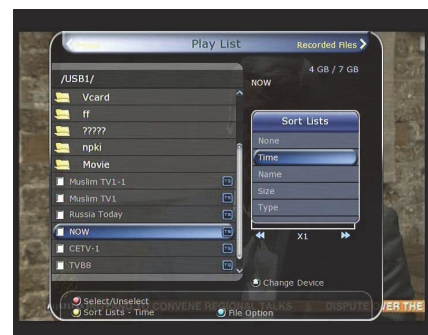 Play List
Recorded Files
/USB1/
4 GB / 7 GB
NOW
Vcard
ff
?????
npki
Movie
Muslim TV1-1
Muslim TV1
Russia Today
NOW
CETV-1
TVB8
Sort Lists
None
Time
Name
Size
Type
X1
Change Device
Select/Unselect
Sort Lists - Time
File Option
CONVENE REGIONAL TALKS
DISPUTE OVER THE